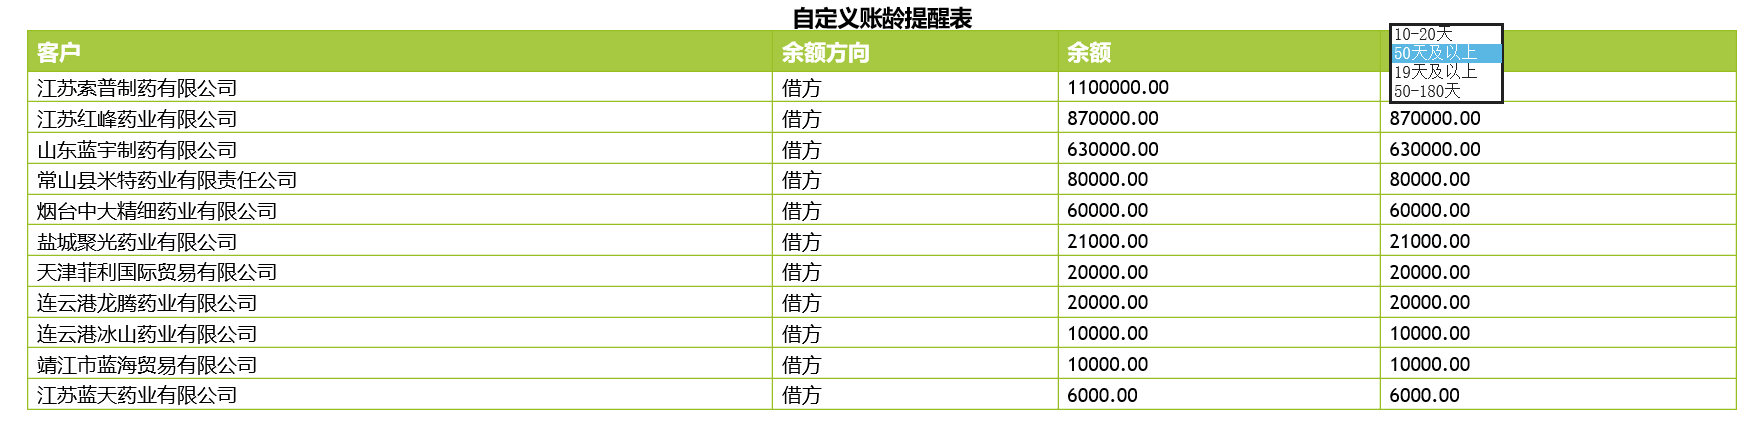 自定义账龄提醒表
客户 余额方向 余额
10-20天
50天及以上
19天及以上
50-180天
江苏索普制药有限公司 借方 1100000.00
江苏红峰药业有限公司 借方 870000.00 870000.00
山东蓝宇制药有限公司 借方 630000.00 630000.00
常山县米特药业有限责任公司 借方 80000.00 80000.00
烟台中大精细药业有限公司 借方 60000.00 60000.00
盐城聚光药业有限公司 借方 21000.00 21000.00
天津菲利国际贸易有限公司 借方 20000.00 20000.00
连云港龙腾药业有限公司 借方 20000.00 20000.00
连云港冰山药业有限公司 借方 10000.00 10000.00
靖江市蓝海贸易有限公司 借方 10000.00 10000.00
江苏蓝天药业有限公司 借方 6000.00 6000.00